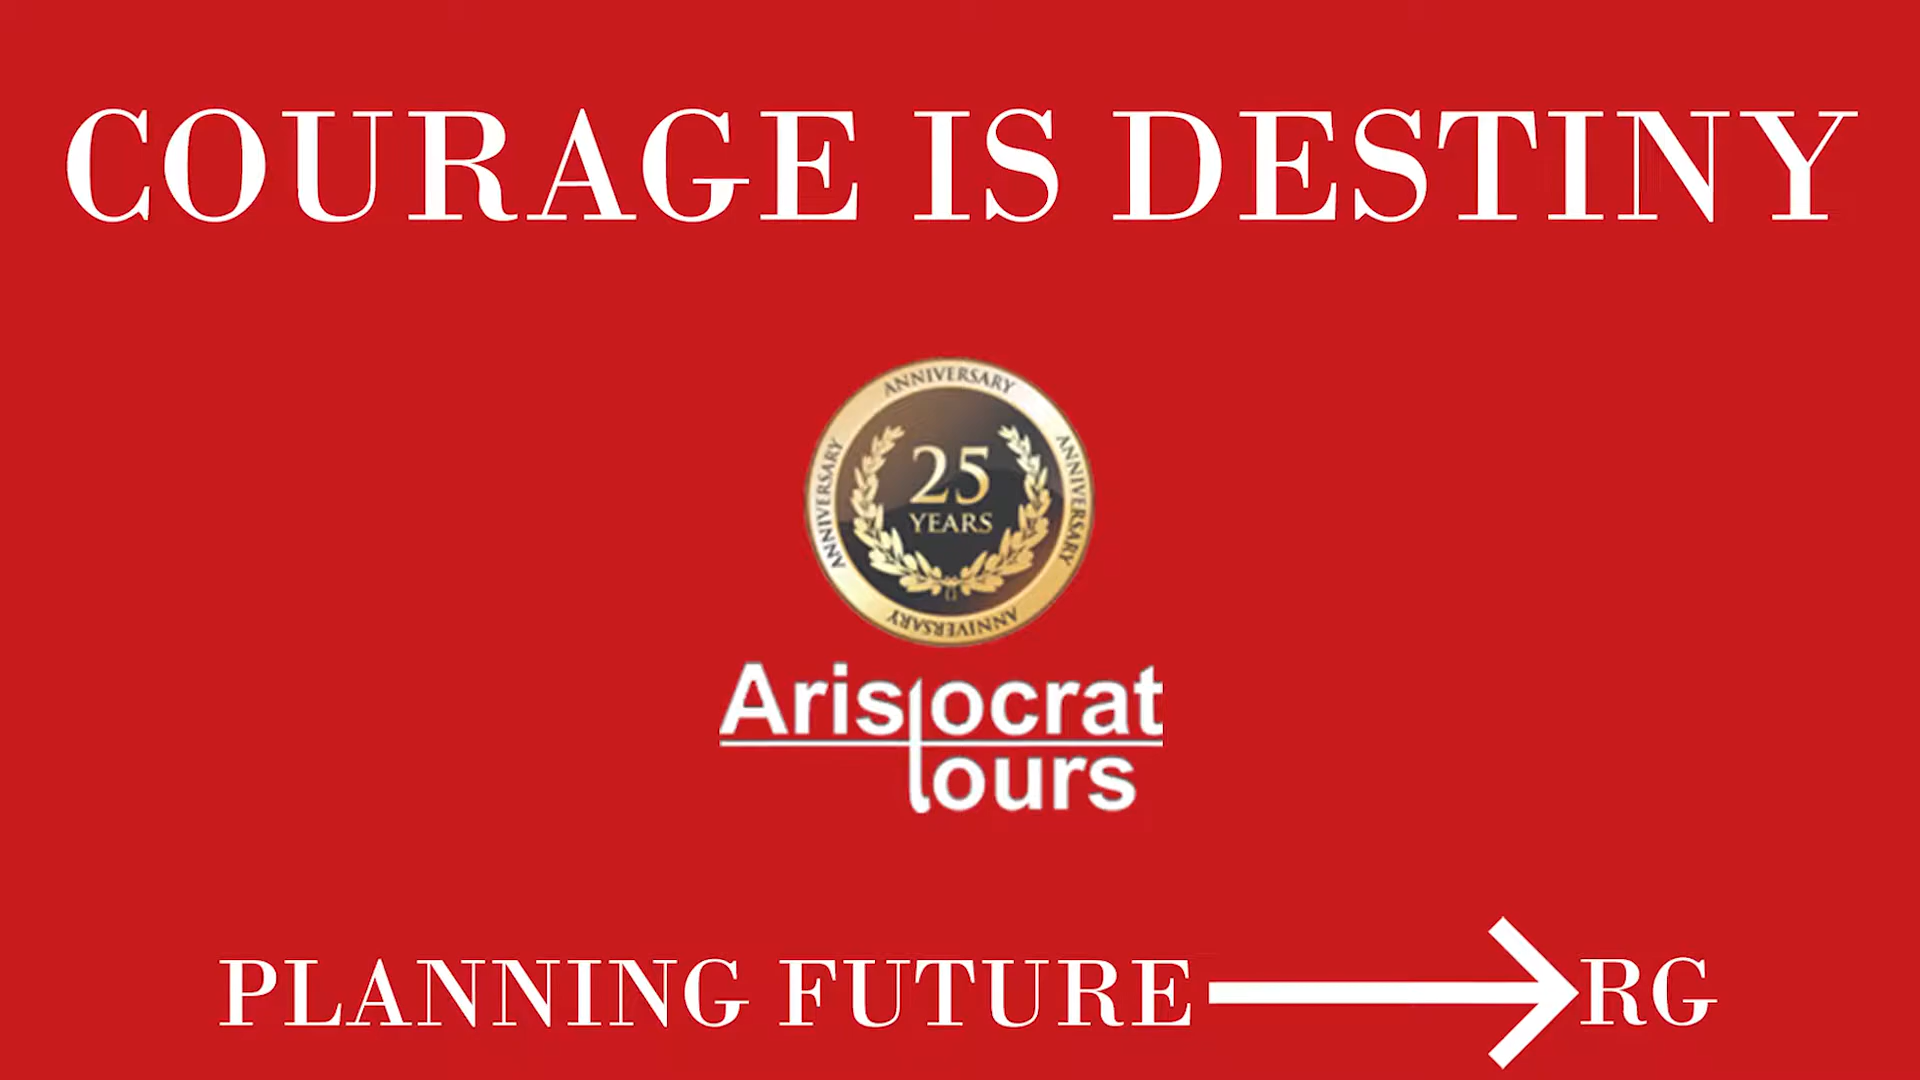 COURAGE IS DESTINY
ANNIVERSARY
ANNIVERSARY
ANNIVERSARY
25
YEARS
ANNIVERSARY
Aristocrat
tours
PLANNING FUTURE → RG